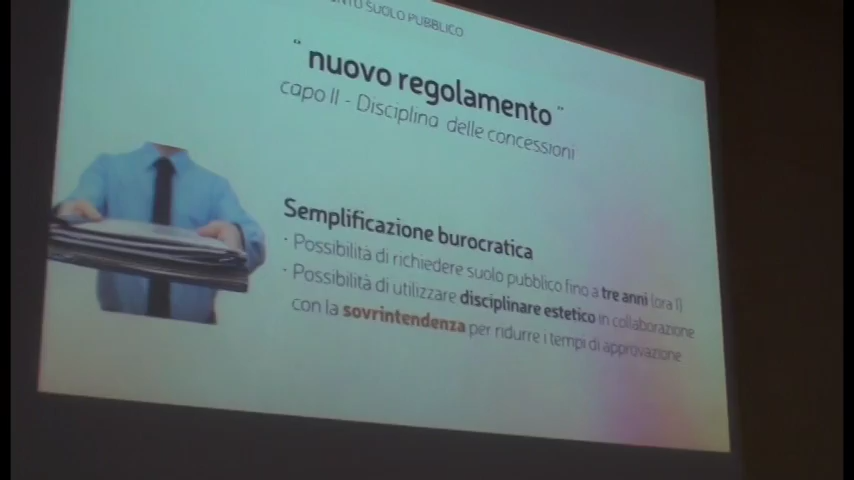 SUOLO PUBBLICO
“ nuovo regolamento ”
capo II - Disciplina delle concessioni
Semplificazione burocratica
· Possibilità di richiedere suolo pubblico fino a tre anni (ora 1)
· Possibilità di utilizzare disciplinare estetico in collaborazione
con la sovrintendenza per ridurre i tempi di approvazione